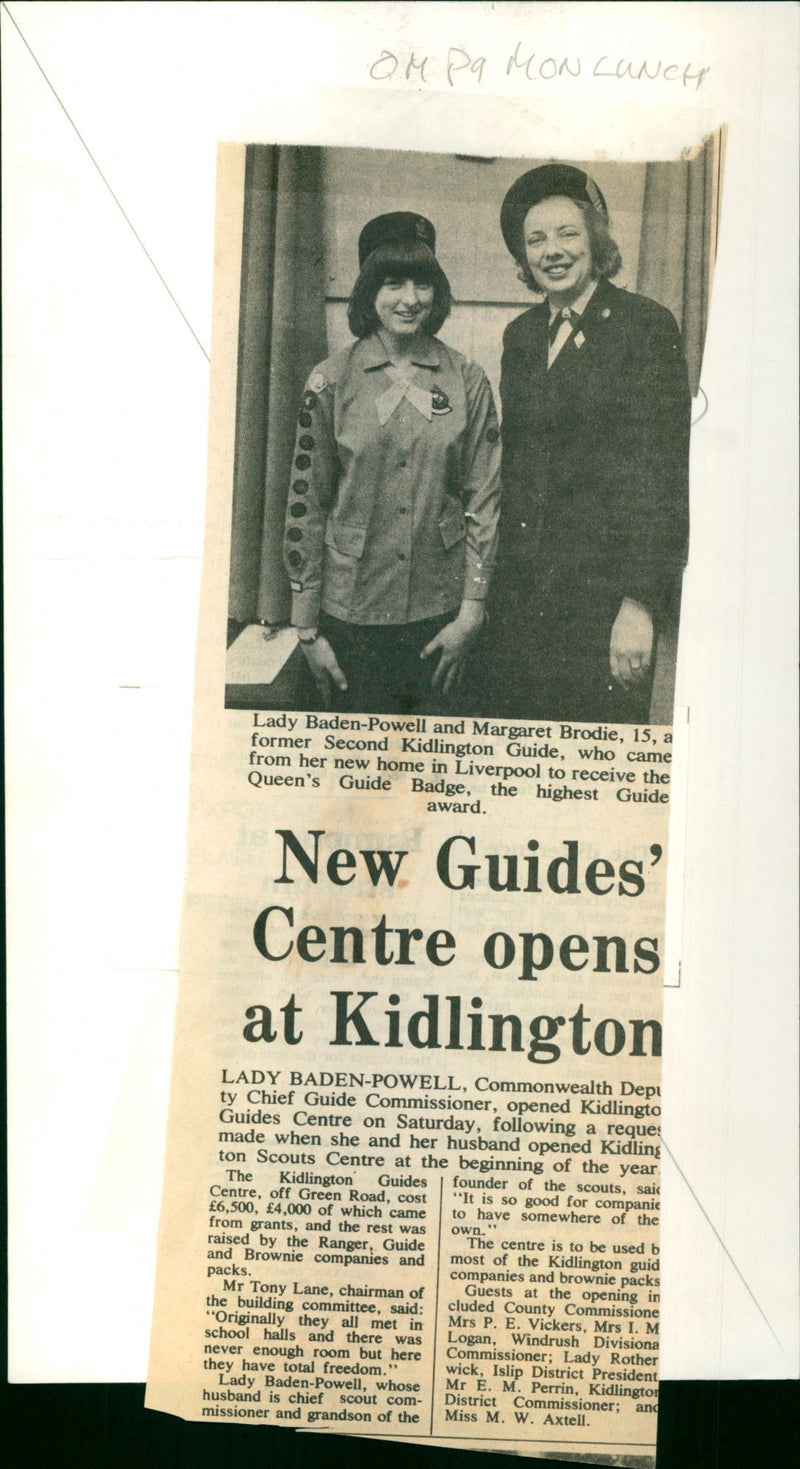 OM P9 MON LUNCH
Lady Baden-Powell and Margaret Brodie, 15, a
former Second Kidlington Guide, who came
from her new home in Liverpool to receive the
Queen's Guide Badge, the highest Guide
award.
New Guides'
Centre opens
at Kidlington
LADY BADEN-POWELL, Commonwealth Depu
ty Chief Guide Commissioner, opened Kidlingto
Guides Centre on Saturday, following a reques
made when she and her husband opened Kidling
ton Scouts Centre at the beginning of the year
The Kidlington Guides
Centre, off Green Road, cost
£6,500, £4,000 of which came
from grants, and the rest was
raised by the Ranger, Guide
and Brownie companies and
packs.
Mr Tony Lane, chairman of
the building committee, said:
"Originally they all met in
school halls and there was
never enough room but here
they have total freedom."
Lady Baden-Powell, whose
husband is chief scout com-
missioner and grandson of the
founder of the scouts, said
"It is so good for companie
to have somewhere of the
own."
The centre is to be used b
most of the Kidlington guid
companies and brownie packs
Guests at the opening in
cluded County Commissione
Mrs P. E. Vickers, Mrs I. M
Logan, Windrush Divisiona
Commissioner; Lady Rother
wick, Islip District President
Mr E. M. Perrin, Kidlington
District Commissioner; and
Miss M. W. Axtell.